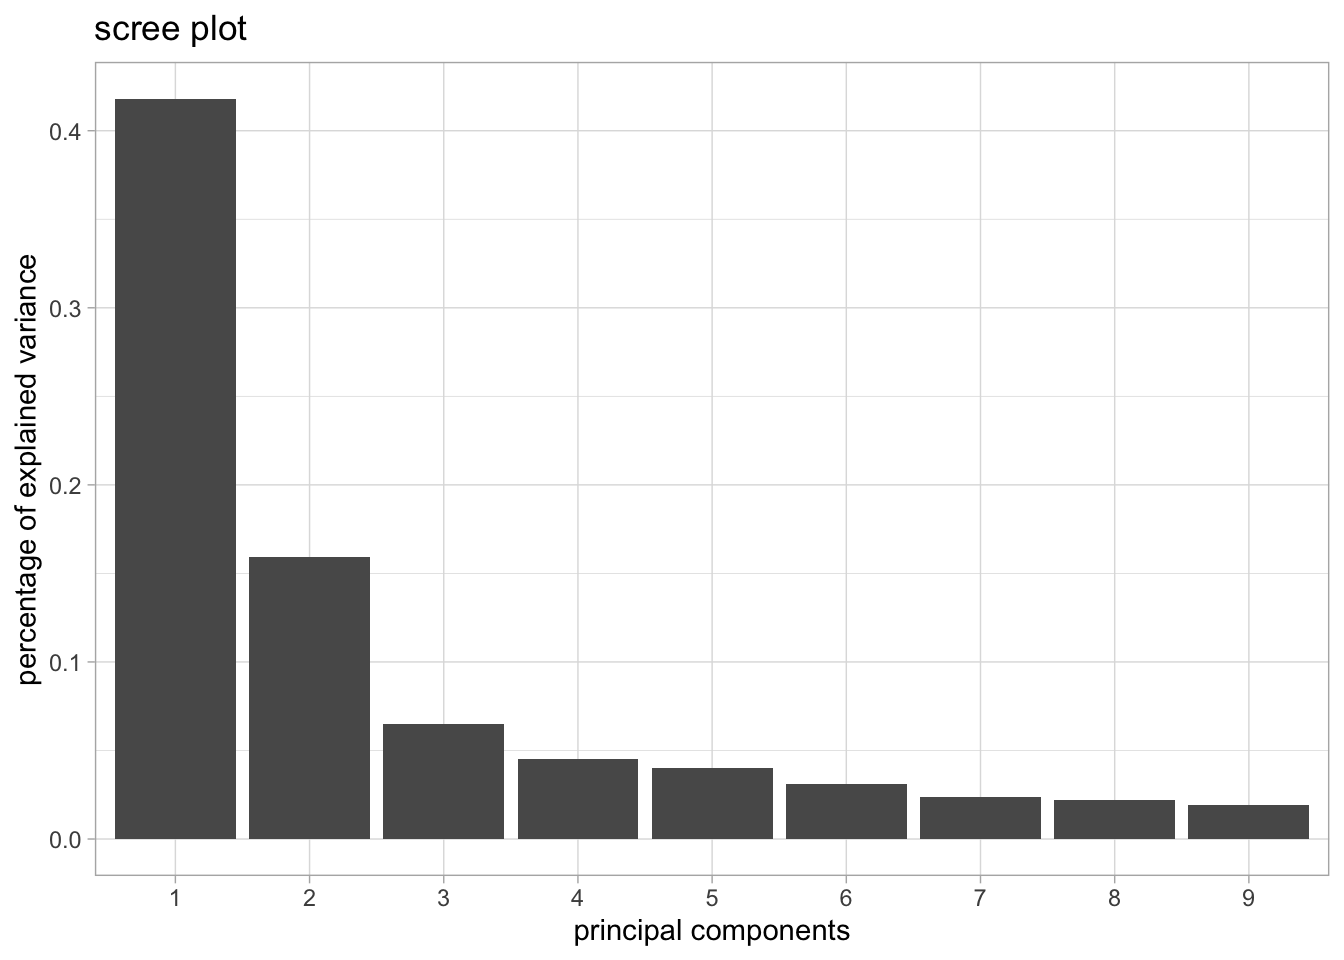 scree plot
percentage of explained variance
0.4
0.3
0.2
0.1
0.0
1 2 3 4 5 6 7 8 9
principal components